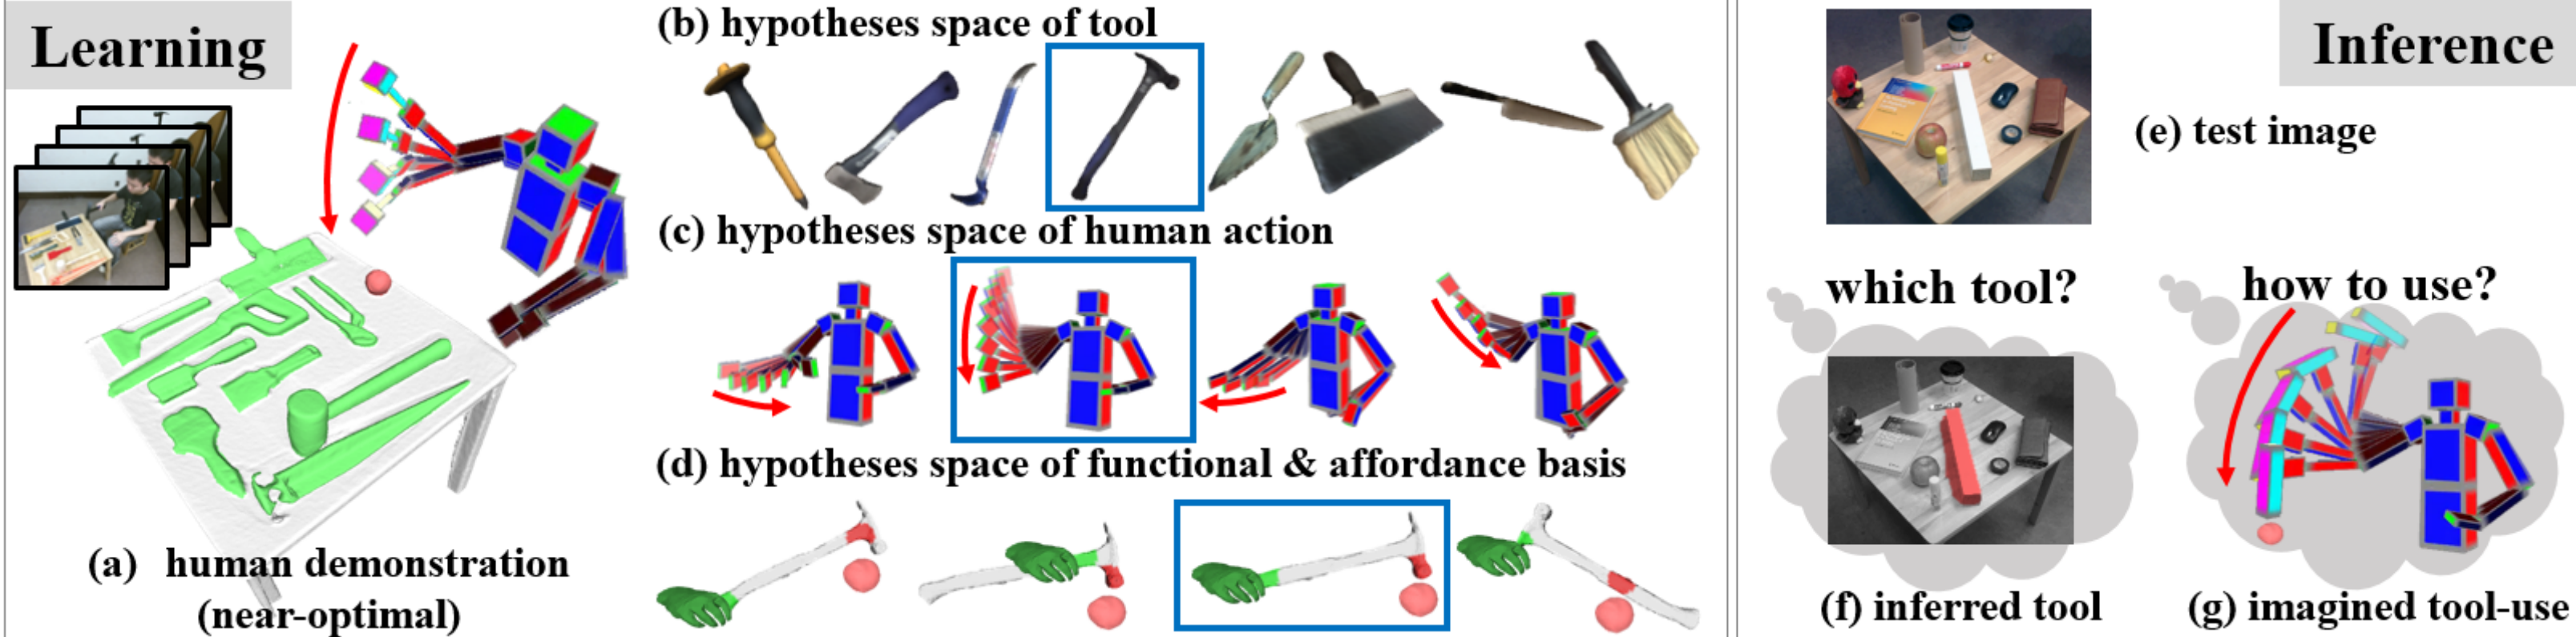 Learning
(a) human demonstration
(near-optimal)
(b) hypotheses space of tool
(c) hypotheses space of human action
(d) hypotheses space of functional & affordance basis
Inference
(e) test image
which tool?
how to use?
(f) inferred tool
(g) imagined tool-use